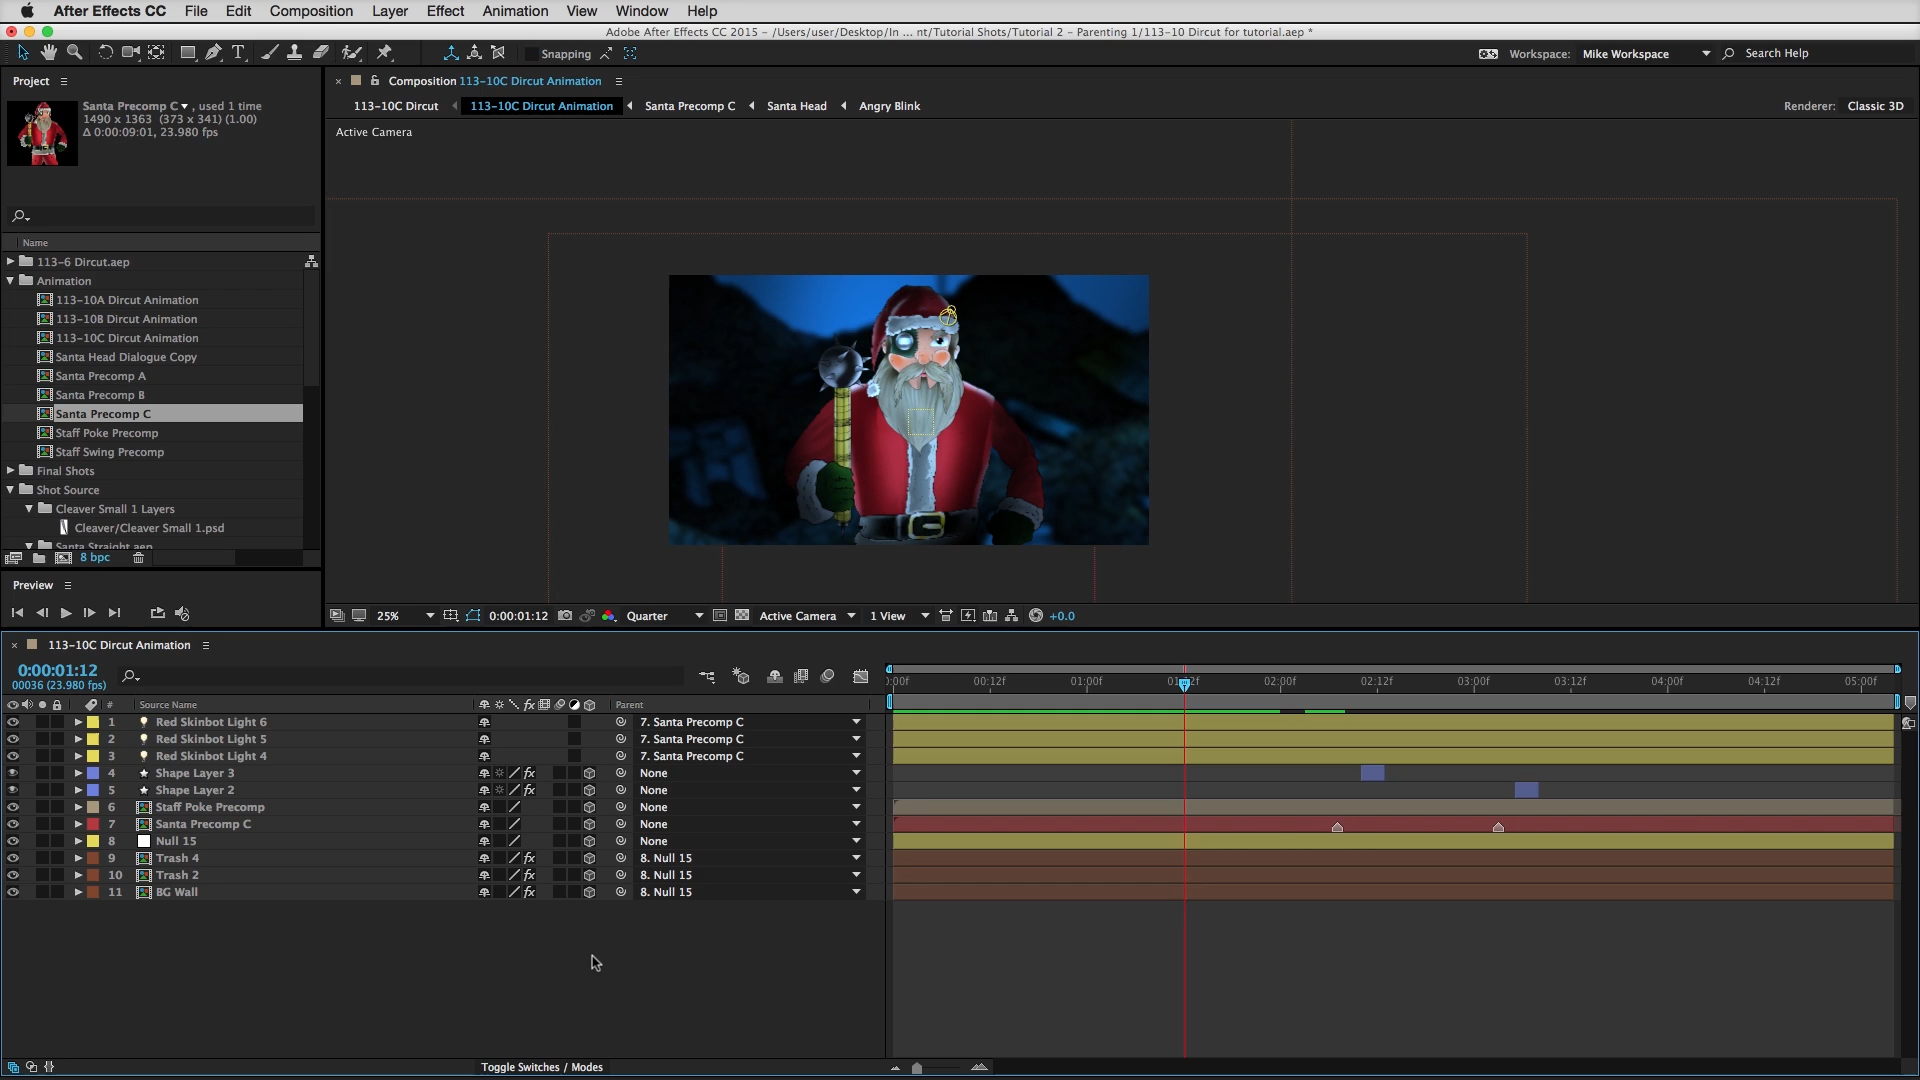 After Effects CC File Edit Composition Layer Effect Animation View Window Help
Adobe After Effects CC 2015 - /Users/user/Desktop/In ... nt/Tutorial Shots/Tutorial 2 - Parenting 1/113-10 Dircut for tutorial.aep *
Snapping Workspace: Mike Workspace Search Help
Project
Santa Precomp C , used 1 time
1490 x 1363 (373 x 341) (1.00)
Δ 0:00:09:01, 23.980 fps
Name
113-6 Dircut.aep
Animation
113-10A Dircut Animation
113-10B Dircut Animation
113-10C Dircut Animation
Santa Head Dialogue Copy
Santa Precomp A
Santa Precomp B
Santa Precomp C
Staff Poke Precomp
Staff Swing Precomp
Final Shots
Shot Source
Cleaver Small 1 Layers
Cleaver/Cleaver Small 1.psd
Santa Straight.aep
8 bpc
Preview
Composition 113-10C Dircut Animation
113-10C Dircut 113-10C Dircut Animation Santa Precomp C Santa Head Angry Blink
Renderer: Classic 3D
Active Camera
25% 0:00:01:12 Quarter Active Camera 1 View +0.0
113-10C Dircut Animation
0:00:01:12
00036 (23.980 fps)
):00f 00:12f 01:00f 01:12f 02:00f 02:12f 03:00f 03:12f 04:00f 04:12f 05:00f
# Source Name fx Parent
1 Red Skinbot Light 6 7. Santa Precomp C
2 Red Skinbot Light 5 7. Santa Precomp C
3 Red Skinbot Light 4 7. Santa Precomp C
4 Shape Layer 3 fx None
5 Shape Layer 2 fx None
6 Staff Poke Precomp None
7 Santa Precomp C None
8 Null 15 None
9 Trash 4 fx 8. Null 15
10 Trash 2 fx 8. Null 15
11 BG Wall fx 8. Null 15
Toggle Switches / Modes